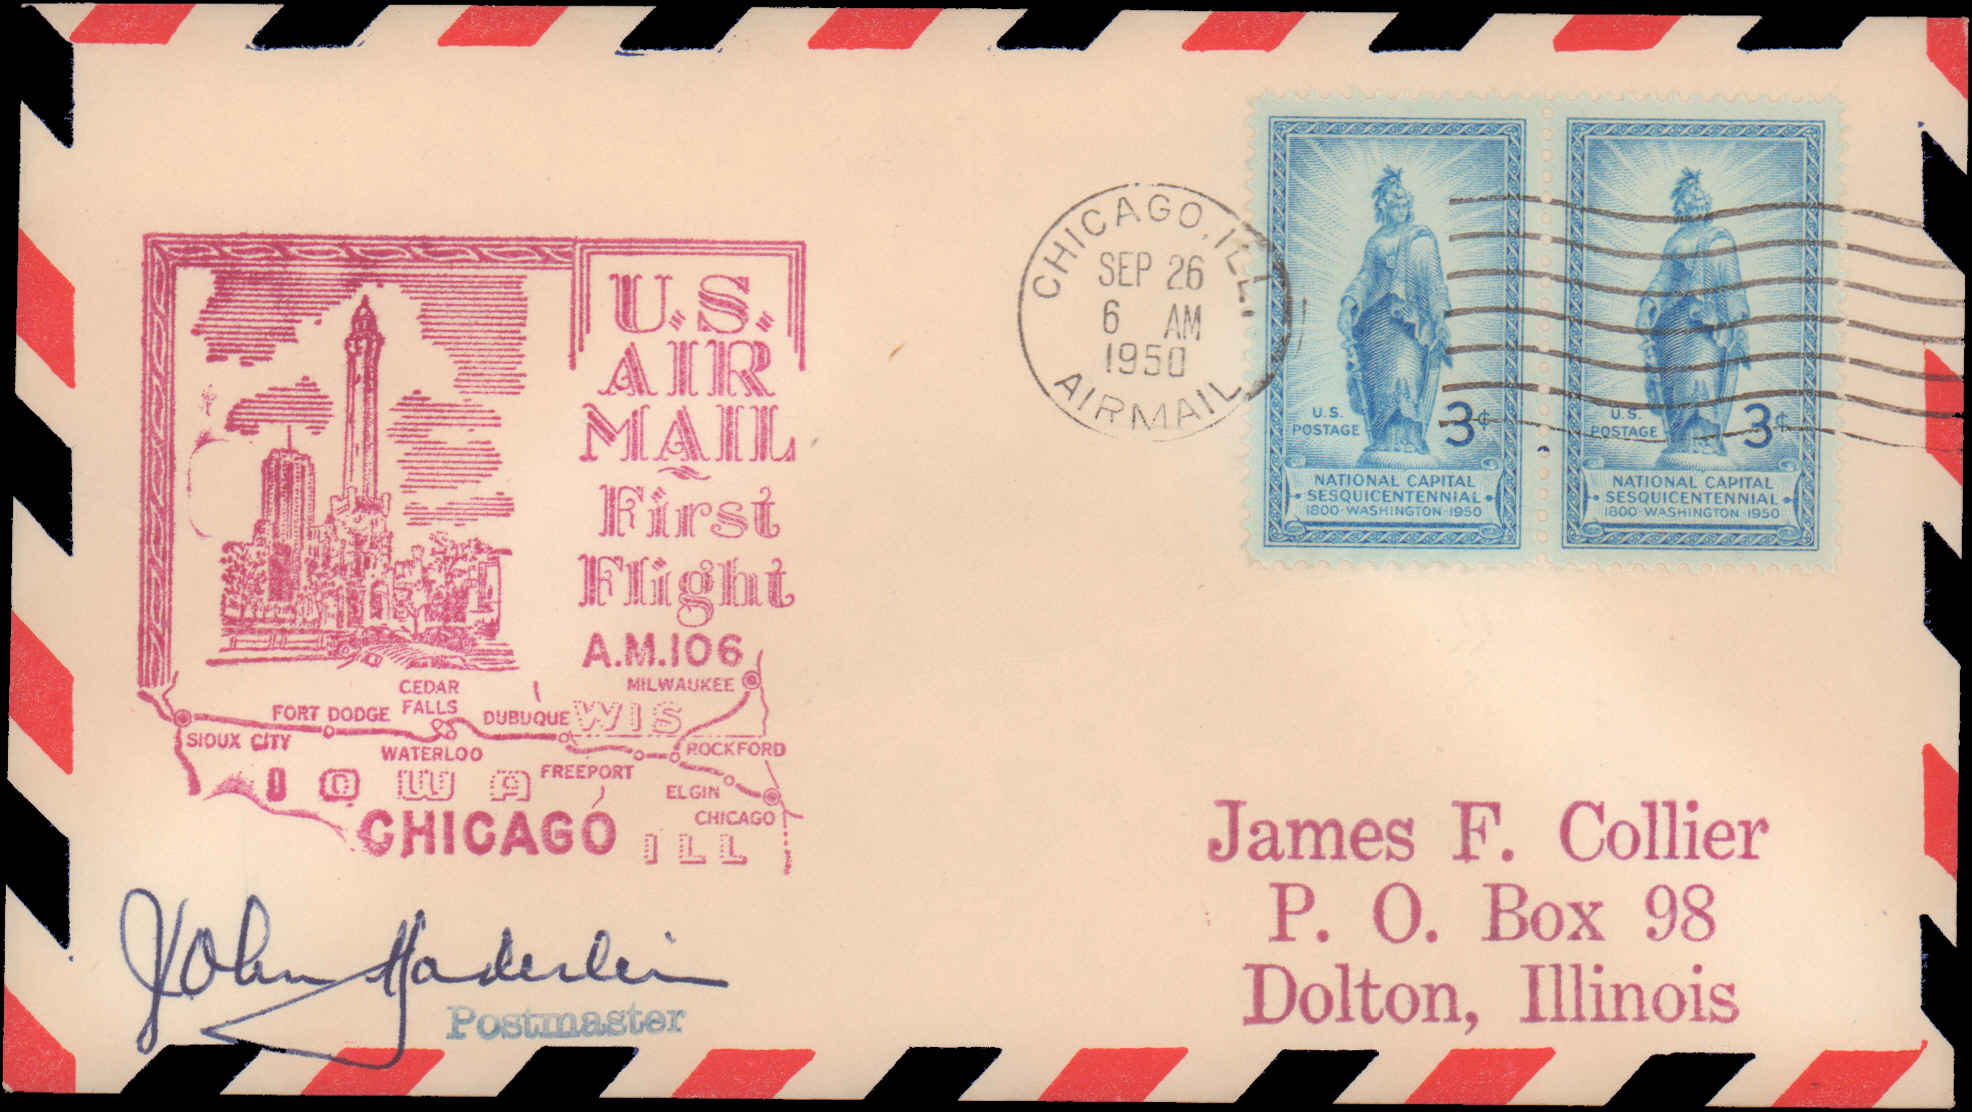 U.S.
AIR
MAIL
First
Flight
A.M.106
CEDAR
FALLS
MILWAUKEE
FORT DODGE
DUBUQUE
WIS
SIOUX CITY
WATERLOO
ROCKFORD
FREEPORT
IOWA
ELGIN
CHICAGO
CHICAGO
ILL
CHICAGO, ILL.
SEP 26
6 AM
1950
AIRMAIL
U.S.
POSTAGE
3¢
NATIONAL CAPITAL
SESQUICENTENNIAL
1800·WASHINGTON·1950
U.S.
POSTAGE
3¢
NATIONAL CAPITAL
SESQUICENTENNIAL
1800·WASHINGTON·1950
James F. Collier
P. O. Box 98
Dolton, Illinois
John Haderlein
Postmaster